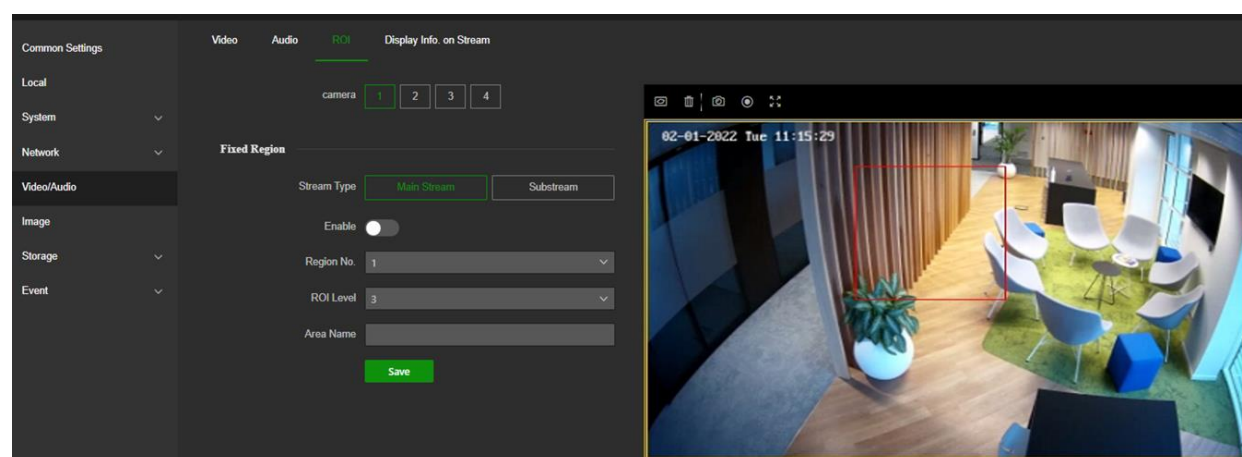 Common Settings
Local
System
Network
Video/Audio
Image
Storage
Event
Video Audio ROI Display Info. on Stream
camera 1 2 3 4
Fixed Region
Stream Type Main Stream Substream
Enable
Region No. 1
ROI Level 3
Area Name
Save
02-01-2022 Tue 11:15:29